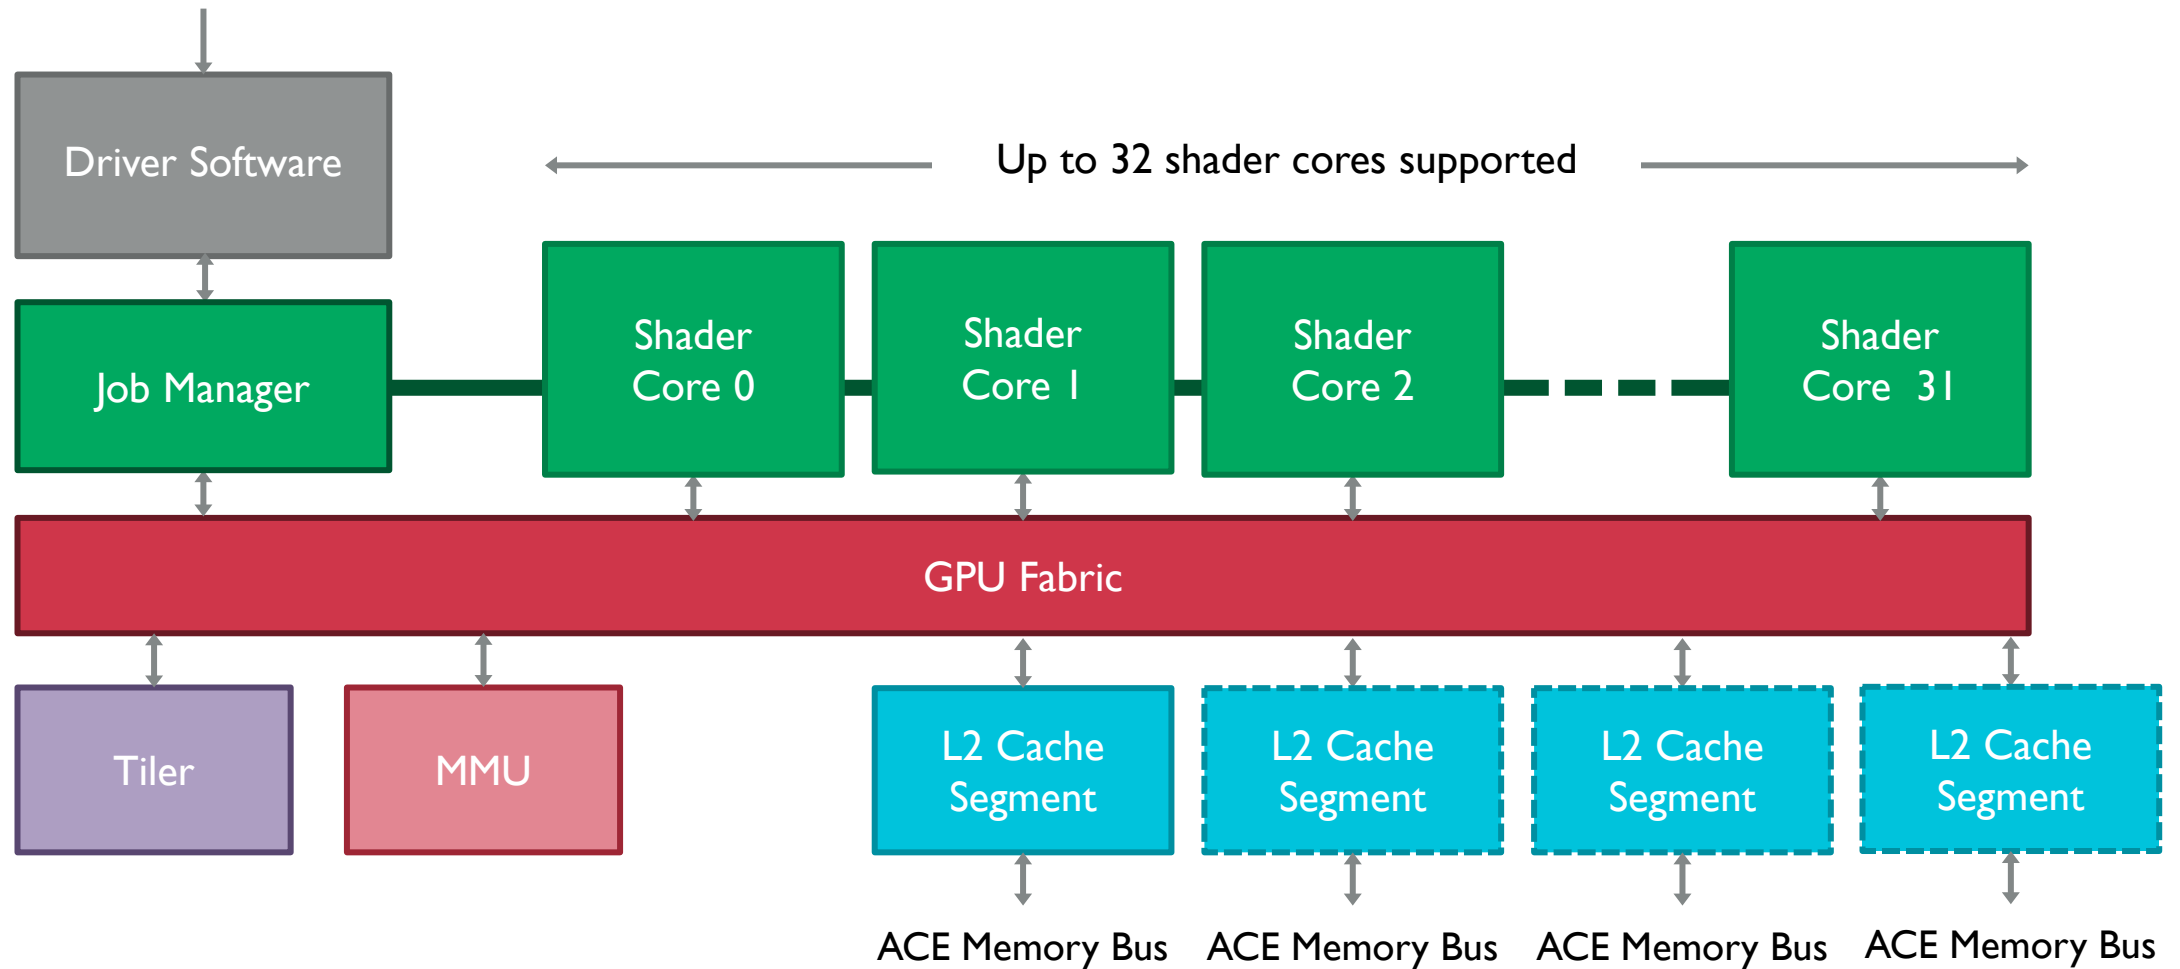 Driver Software
Up to 32 shader cores supported
Job Manager
Shader
Core 0
Shader
Core 1
Shader
Core 2
Shader
Core 31
GPU Fabric
Tiler
MMU
L2 Cache
Segment
L2 Cache
Segment
L2 Cache
Segment
L2 Cache
Segment
ACE Memory Bus
ACE Memory Bus
ACE Memory Bus
ACE Memory Bus